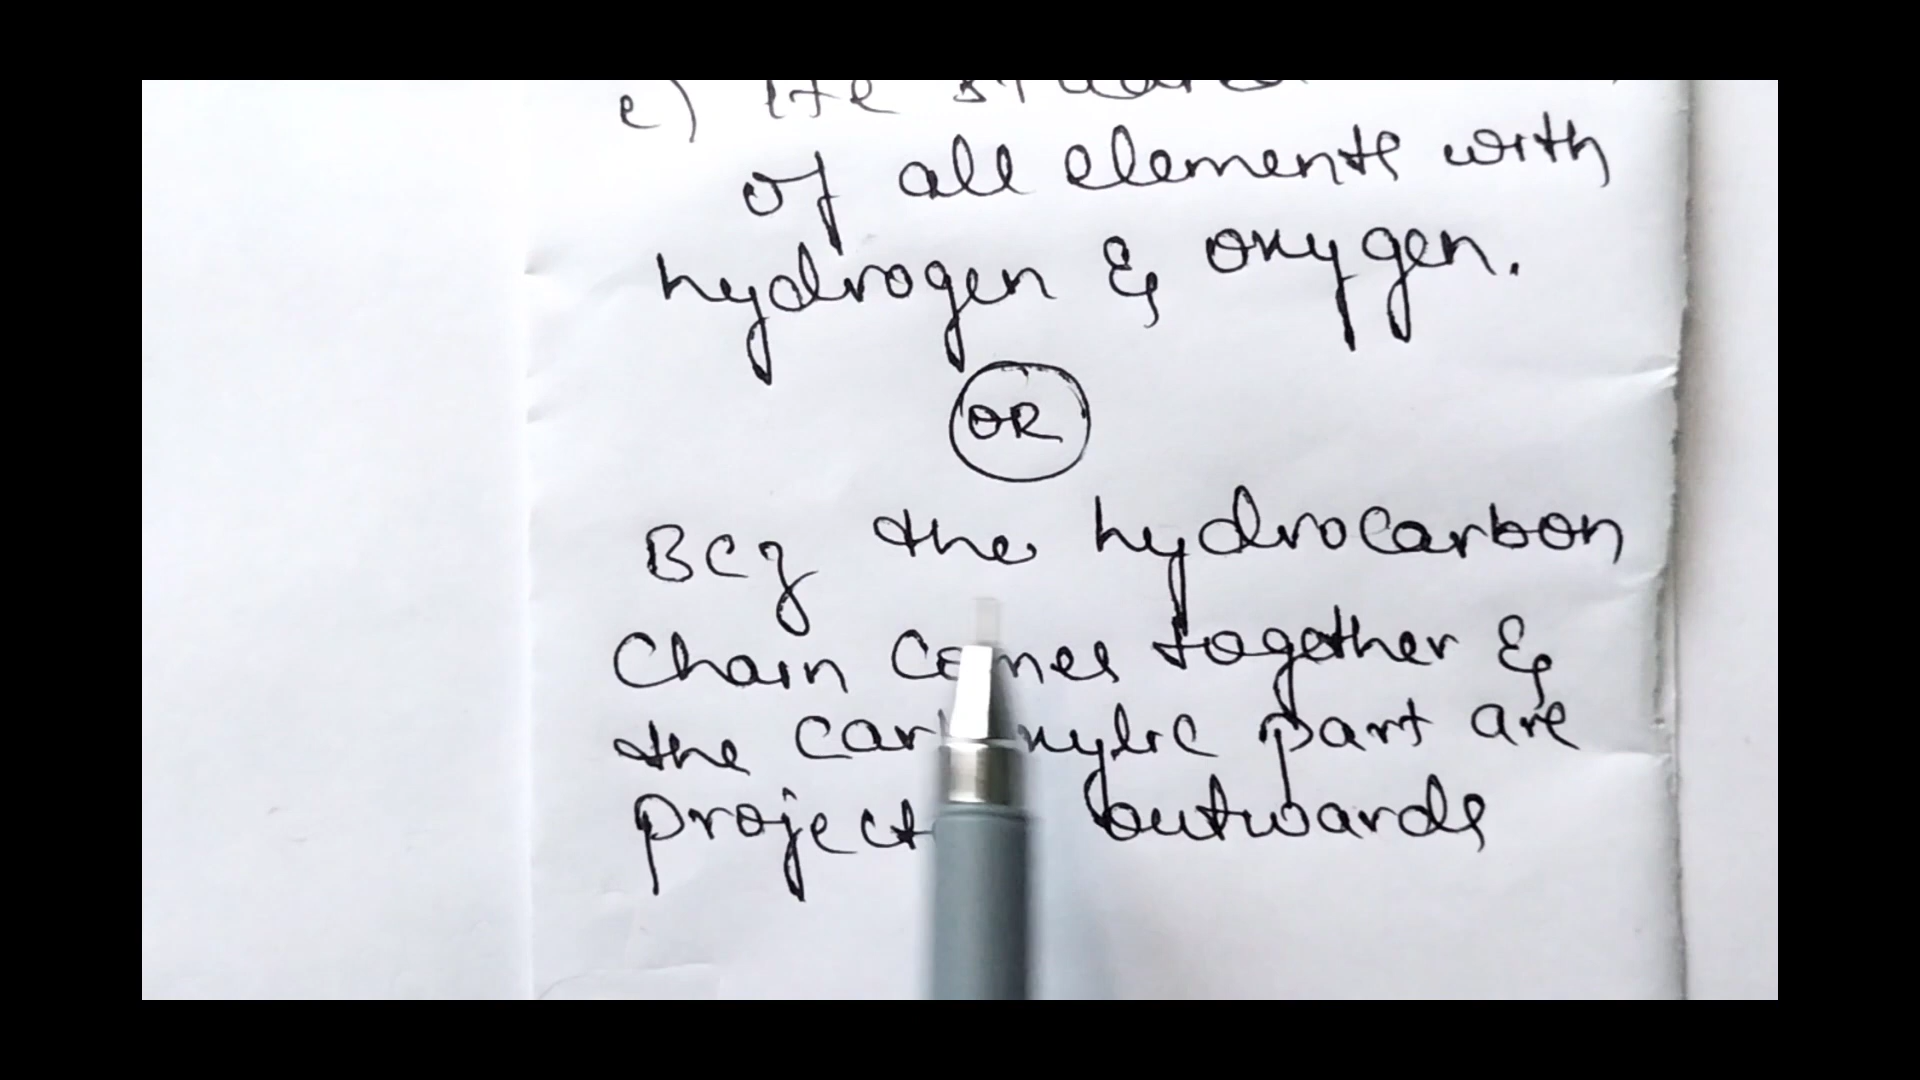 e)
of all elements with
hydrogen & oxygen.
OR
Bcz the hydrocarbon
Chain comes together &
the part are
outwards